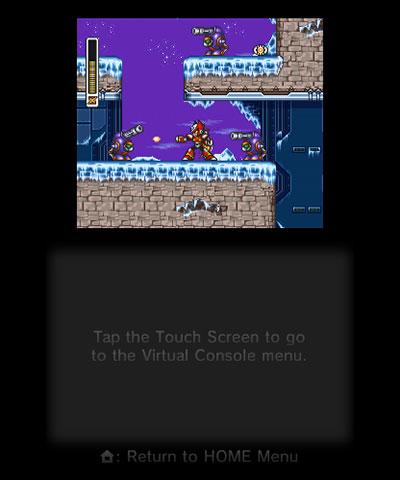 Tap the Touch Screen to go
to the Virtual Console menu.
: Return to HOME Menu